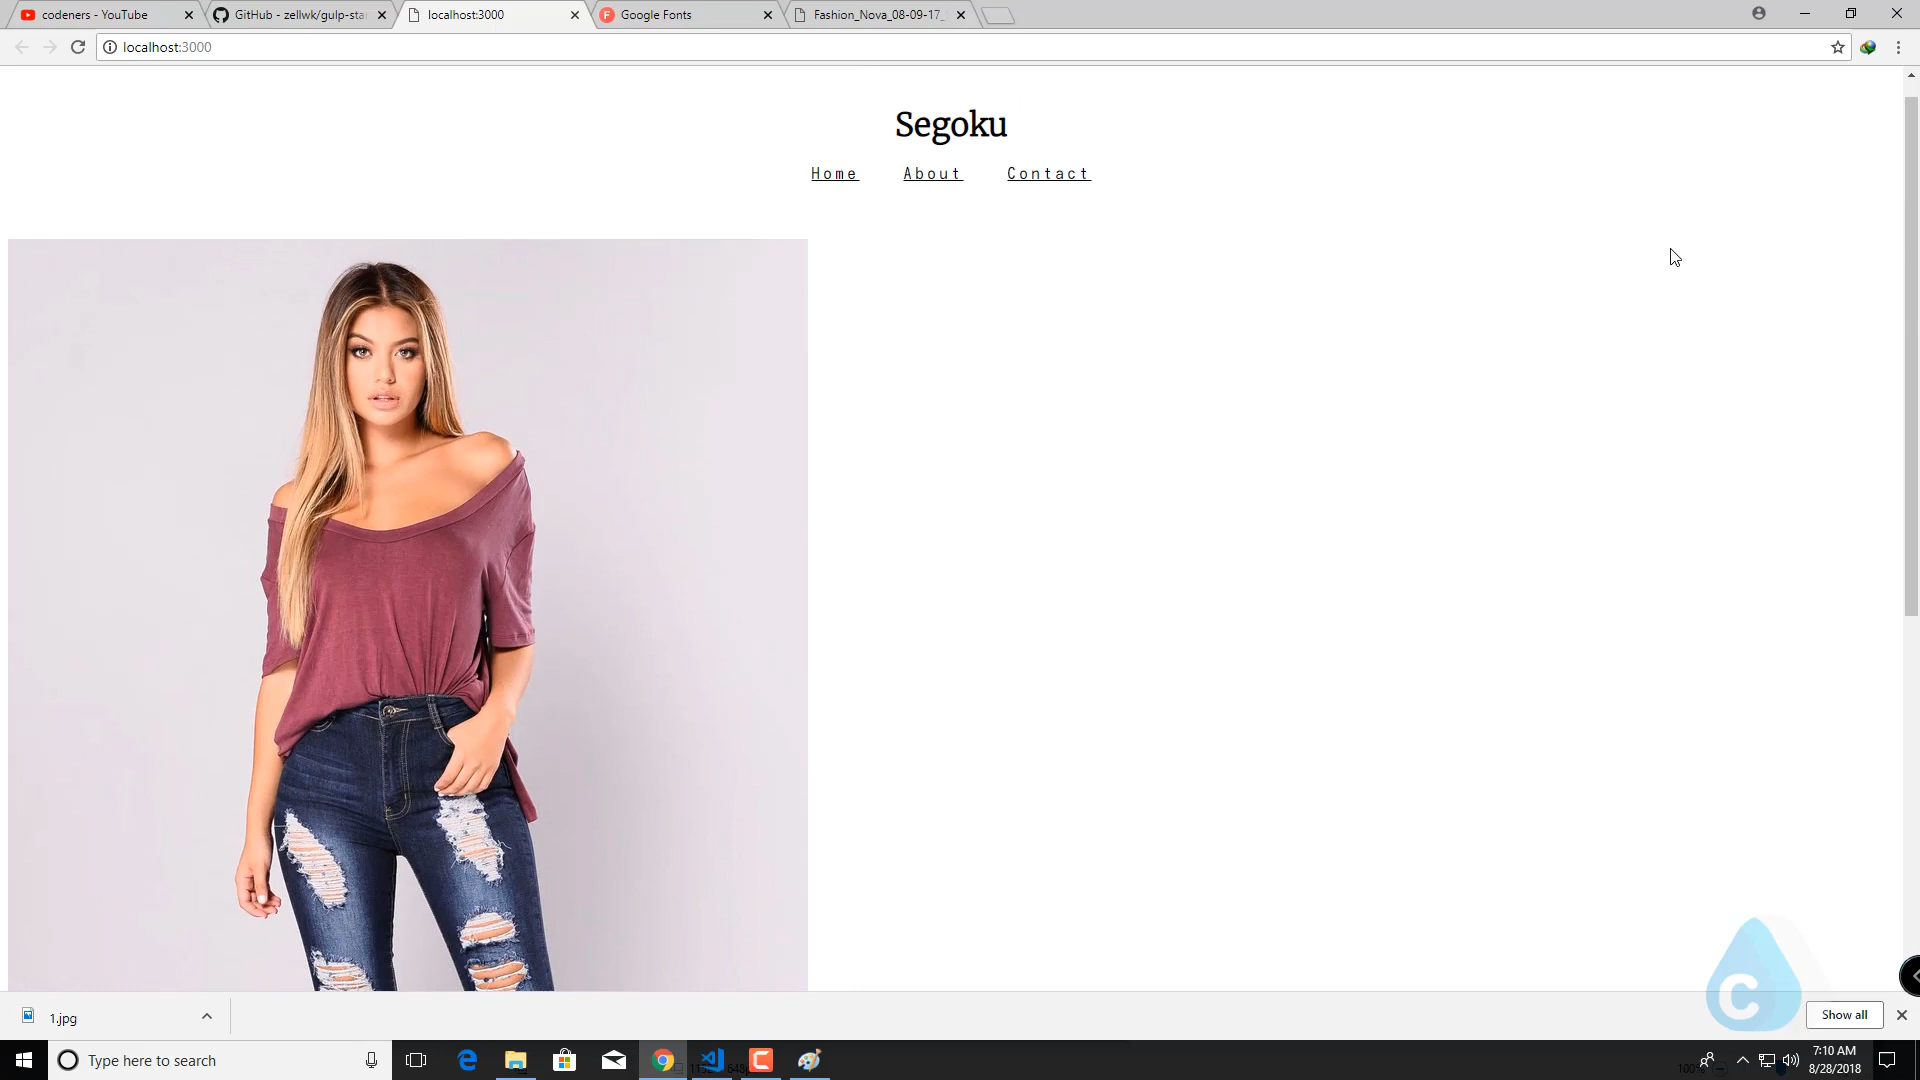 codeners - YouTube
GitHub - zellwk/gulp-sta
localhost:3000
Google Fonts
Fashion_Nova_08-09-17_
localhost:3000
Segoku
Home About Contact
C
1.jpg
Show all
Type here to search
7:10 AM
8/28/2018